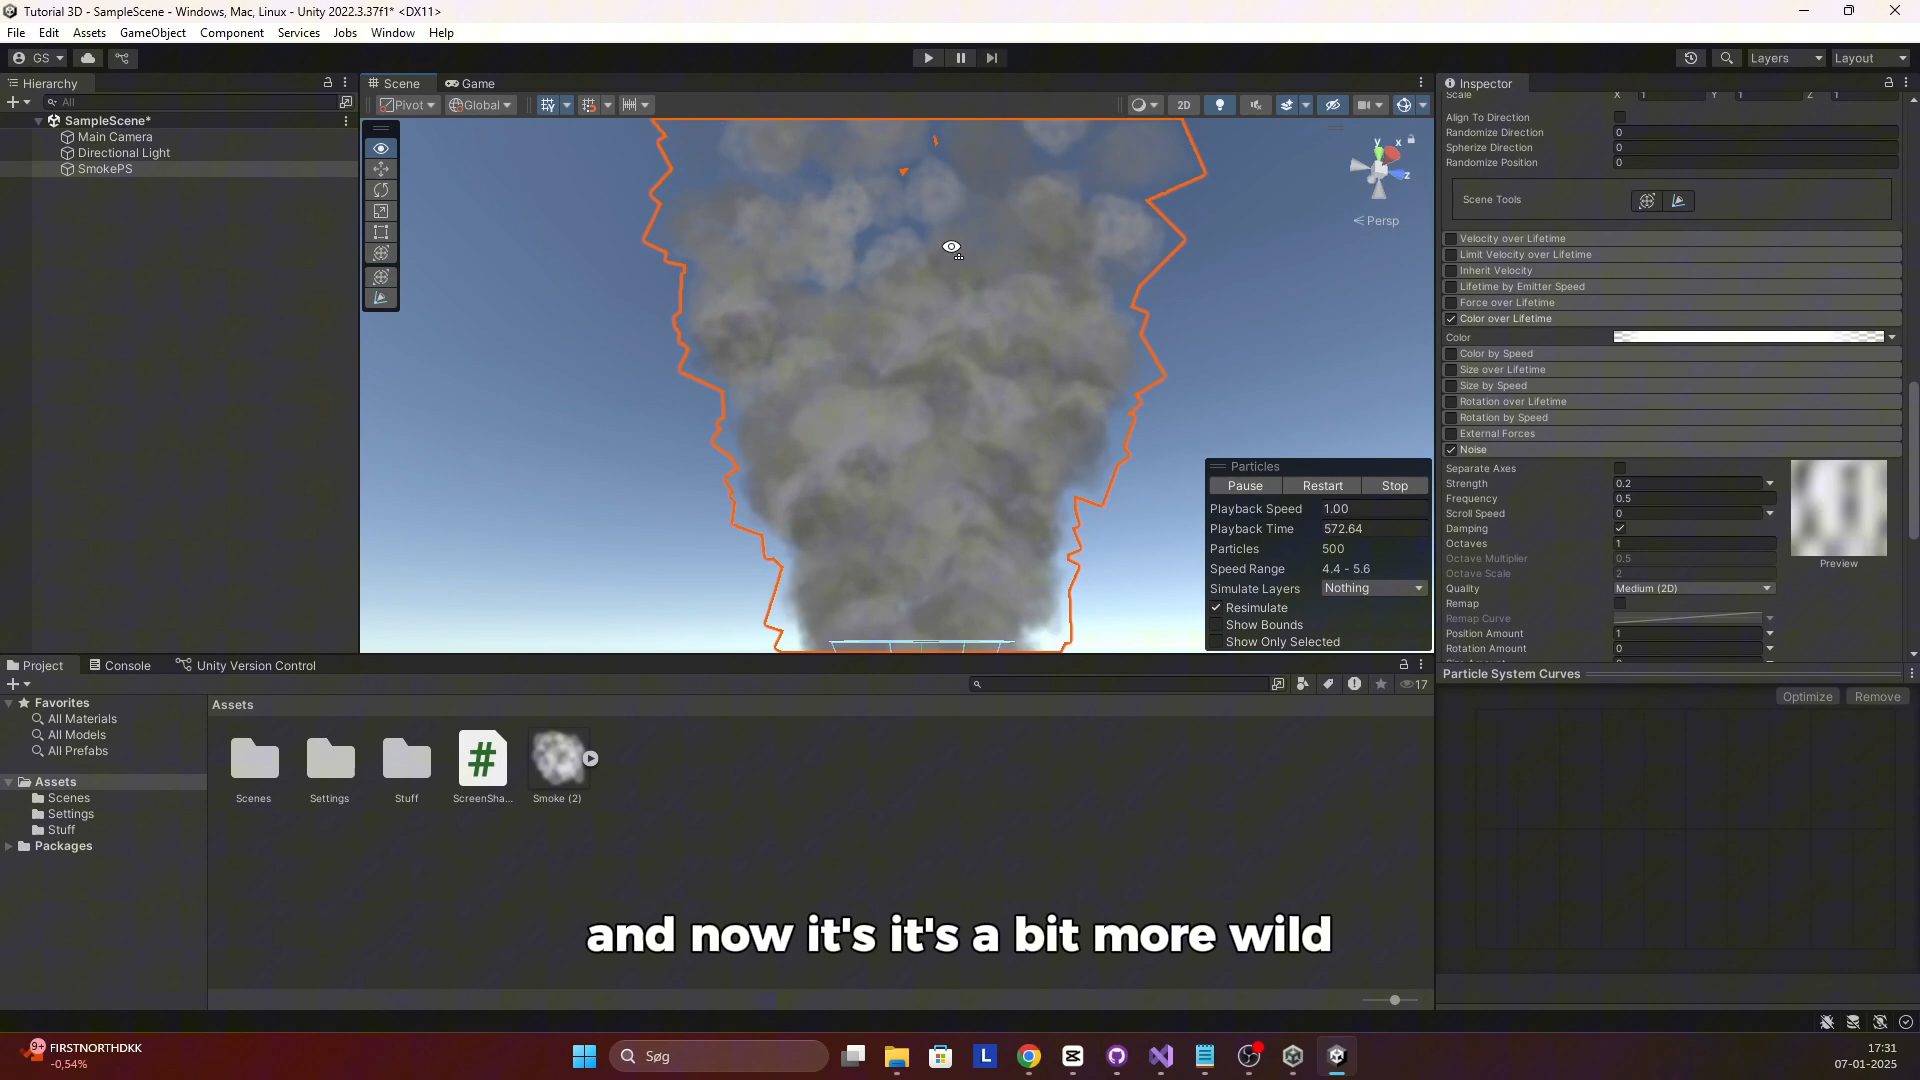 Tutorial 3D - SampleScene - Windows, Mac, Linux - Unity 2022.3.37f1* <DX11>
File Edit Assets GameObject Component Services Jobs Window Help
GS
Layers
Layout
Hierarchy
All
SampleScene*
Main Camera
Directional Light
SmokePS
Scene
Game
Pivot
Global
2D
y
x
z
Persp
Particles
Pause Restart Stop
Playback Speed 1.00
Playback Time 572.64
Particles 500
Speed Range 4.4 - 5.6
Simulate Layers Nothing
Resimulate
Show Bounds
Show Only Selected
Inspector
Scale X 1 Y 1 Z 1
Align To Direction
Randomize Direction 0
Spherize Direction 0
Randomize Position 0
Scene Tools
Velocity over Lifetime
Limit Velocity over Lifetime
Inherit Velocity
Lifetime by Emitter Speed
Force over Lifetime
Color over Lifetime
Color
Color by Speed
Size over Lifetime
Size by Speed
Rotation over Lifetime
Rotation by Speed
External Forces
Noise
Separate Axes
Strength 0.2
Frequency 0.5
Scroll Speed 0
Damping
Octaves 1
Octave Multiplier 0.5
Octave Scale 2
Preview
Quality Medium (2D)
Remap
Remap Curve
Position Amount 1
Rotation Amount 0
Particle System Curves
Optimize Remove
Project
Console
Unity Version Control
17
Favorites
All Materials
All Models
All Prefabs
Assets
Scenes
Settings
Stuff
Packages
Assets
Scenes
Settings
Stuff
ScreenSha...
Smoke (2)
#
and now it's it's a bit more wild
9+
FIRSTNORTHDKK
-0,54%
Søg
L
17:31
07-01-2025